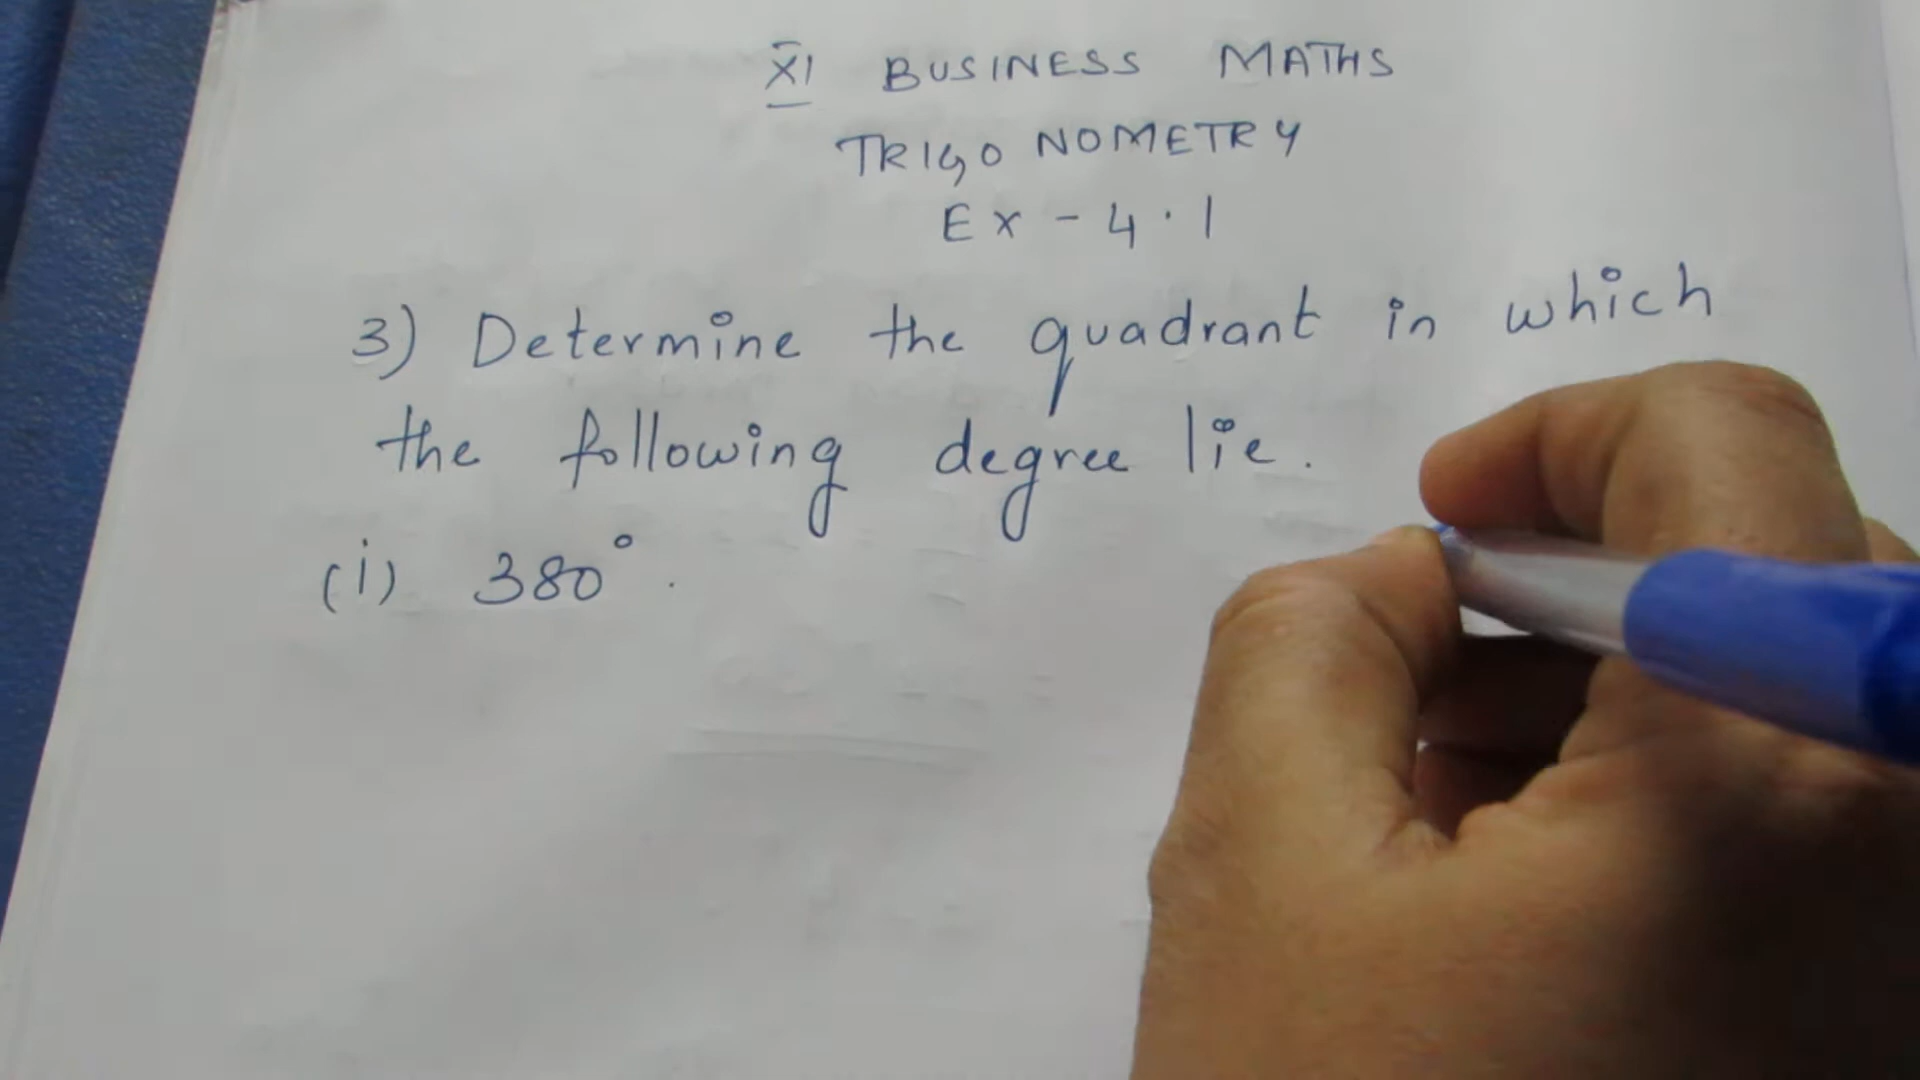 XI BUSINESS MATHS
TRIGONOMETRY
Ex - 4.1
3) Determine the quadrant in which
the following degree lie.
(i) 380°.